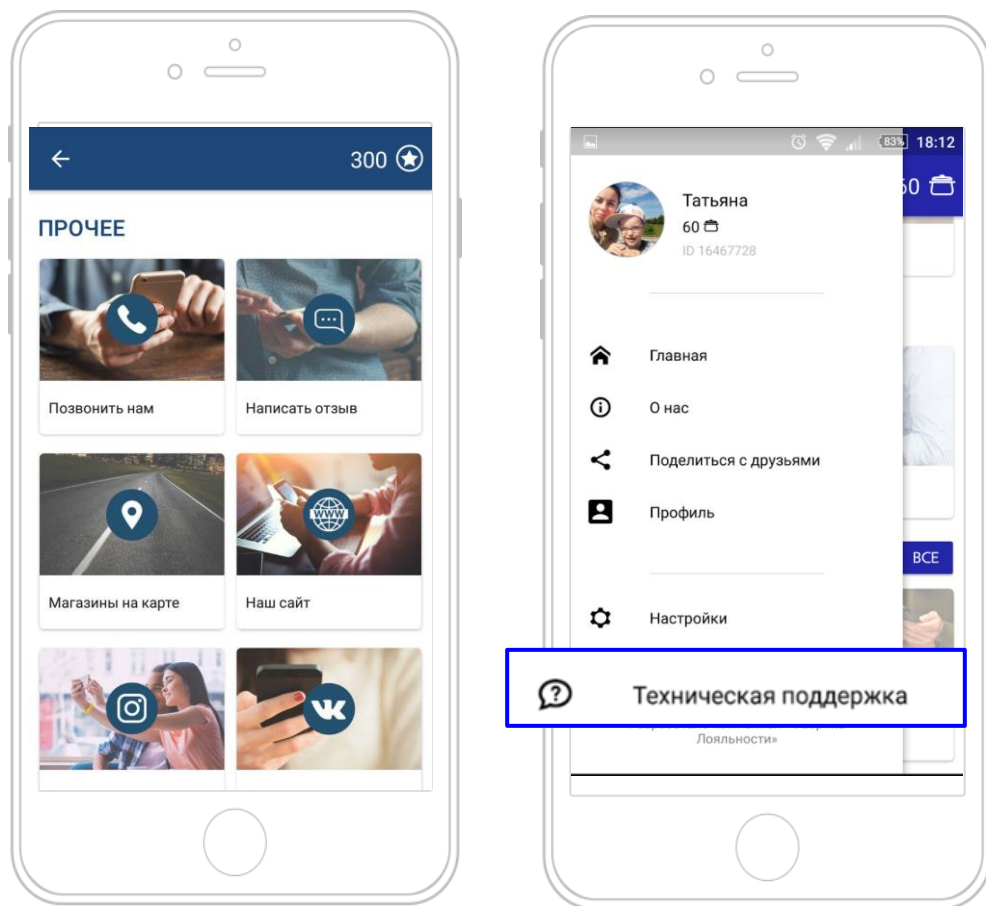 300
ПРОЧЕЕ
Позвонить нам
Написать отзыв
Магазины на карте
WWW
Наш сайт
83% 18:12
60
Татьяна
60
ID 16467728
Главная
О нас
Поделиться с друзьями
Профиль
ВСЕ
Настройки
Техническая поддержка
Лояльности»